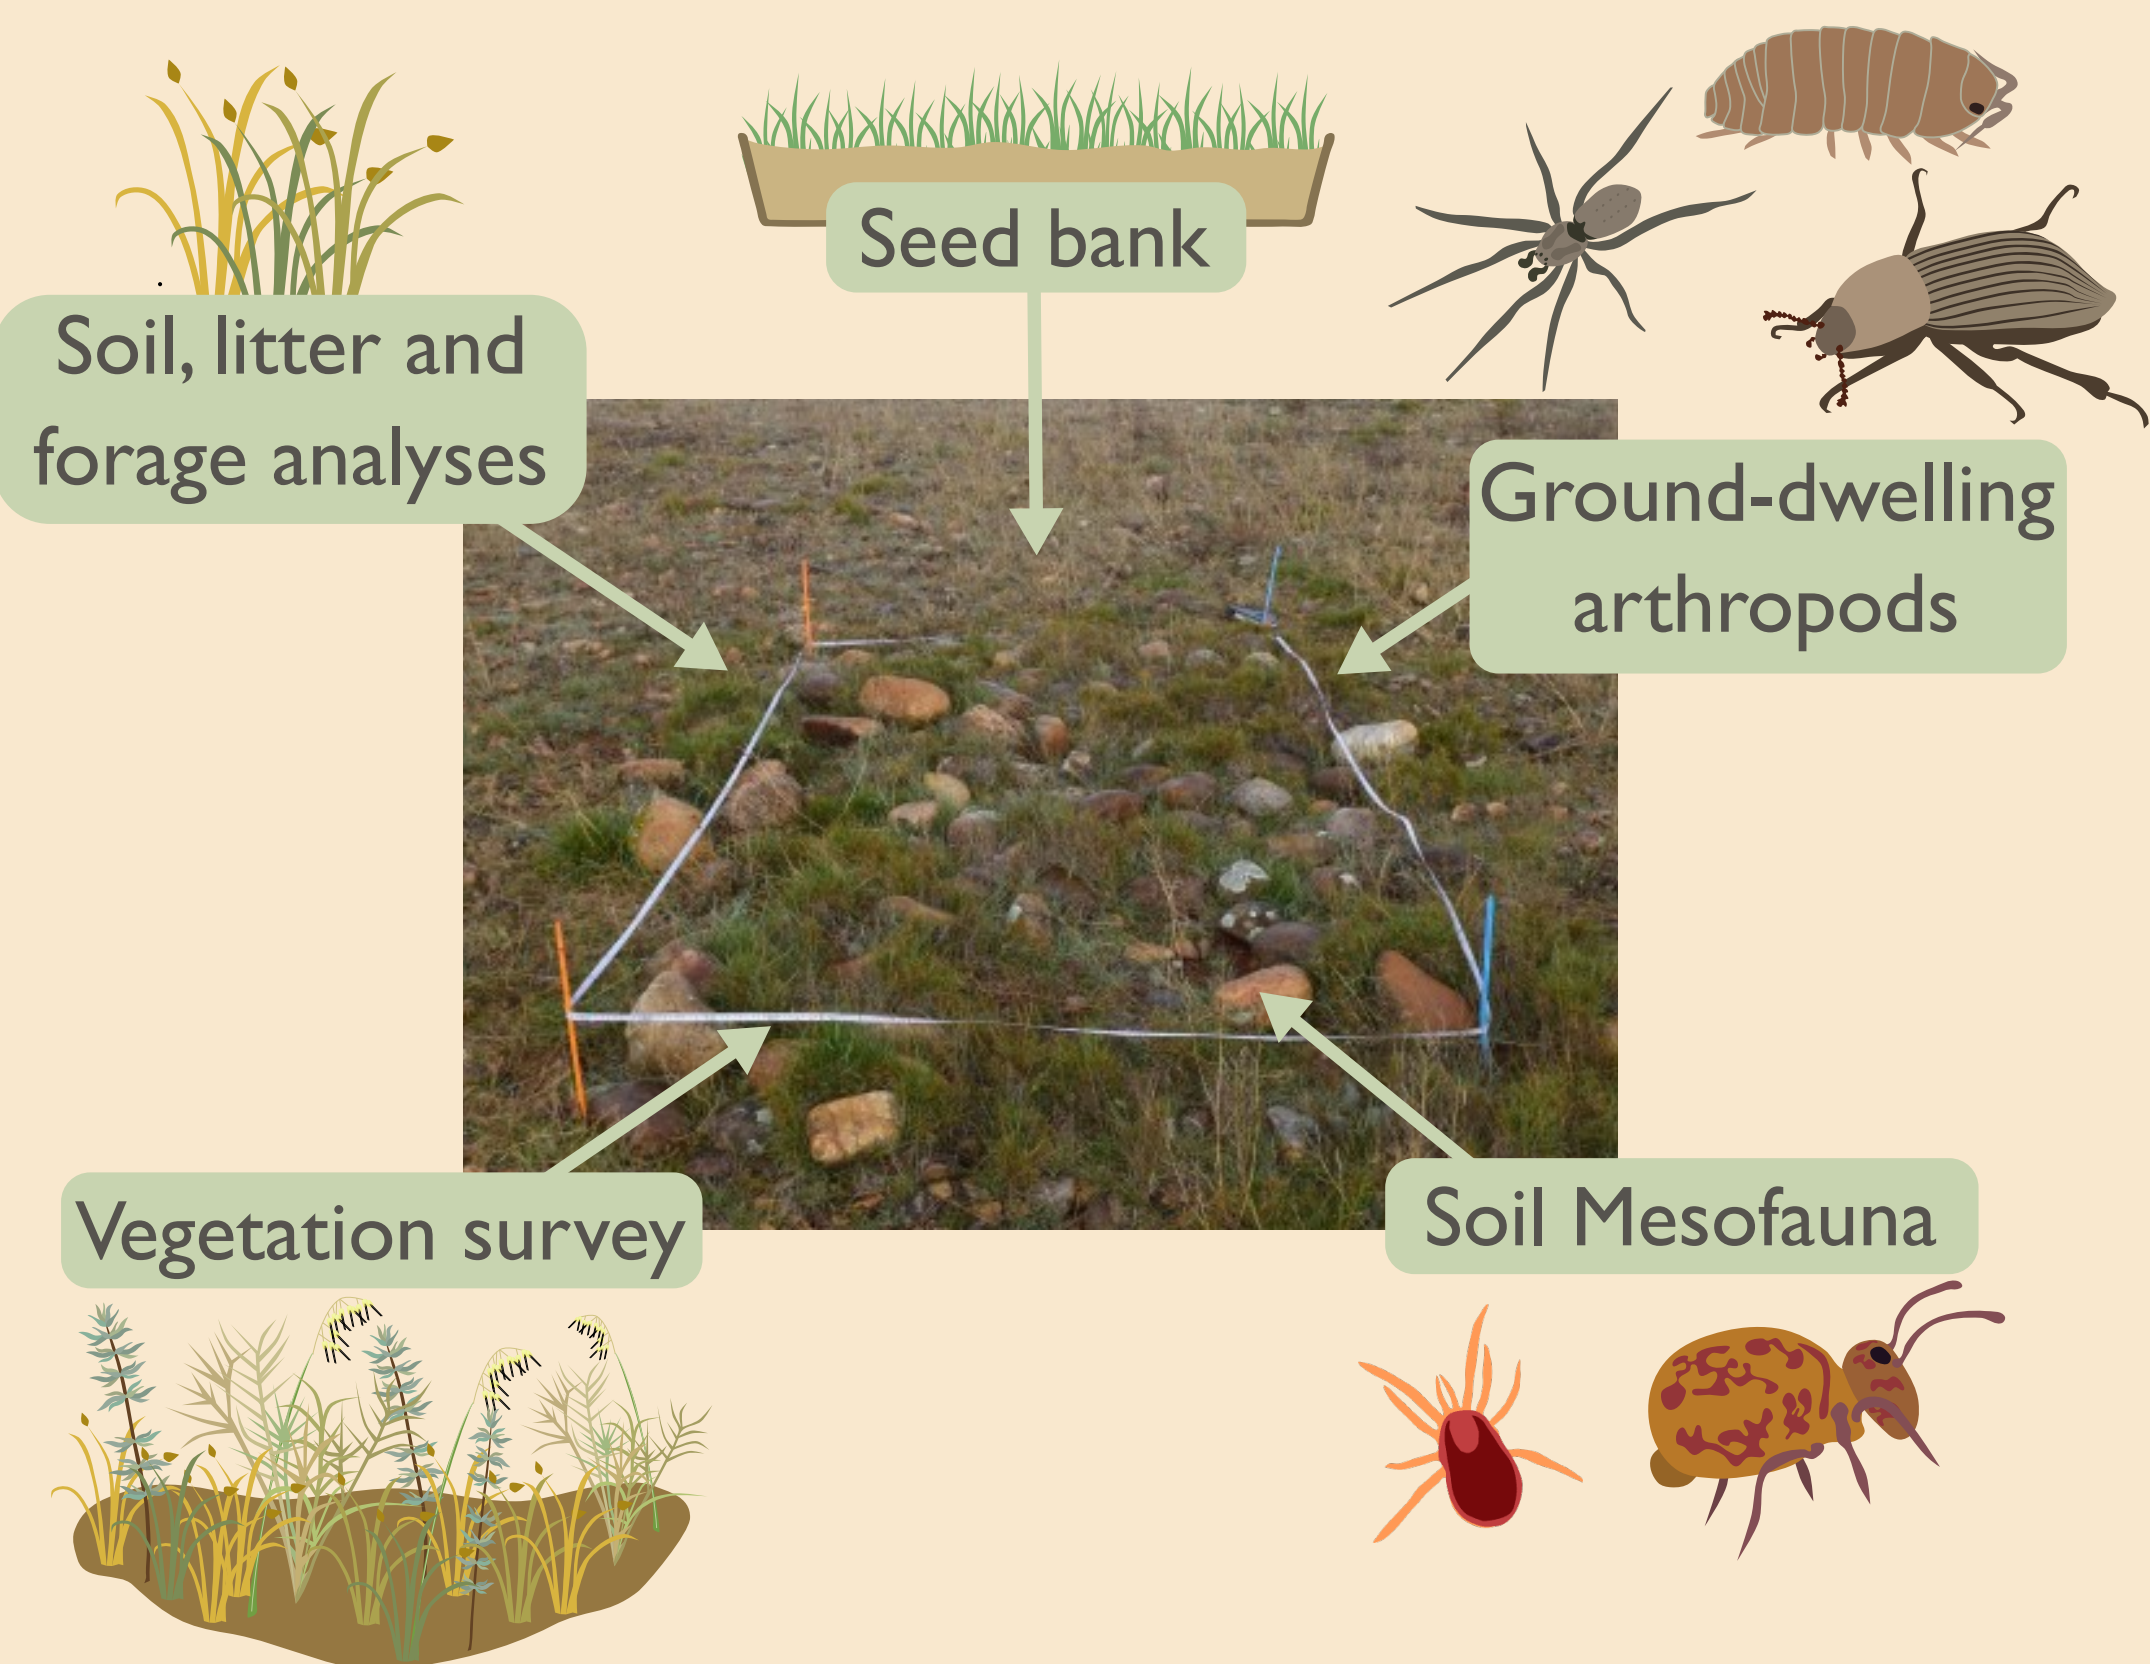 Seed bank
Soil, litter and
forage analyses
Ground-dwelling
arthropods
Vegetation survey
Soil Mesofauna